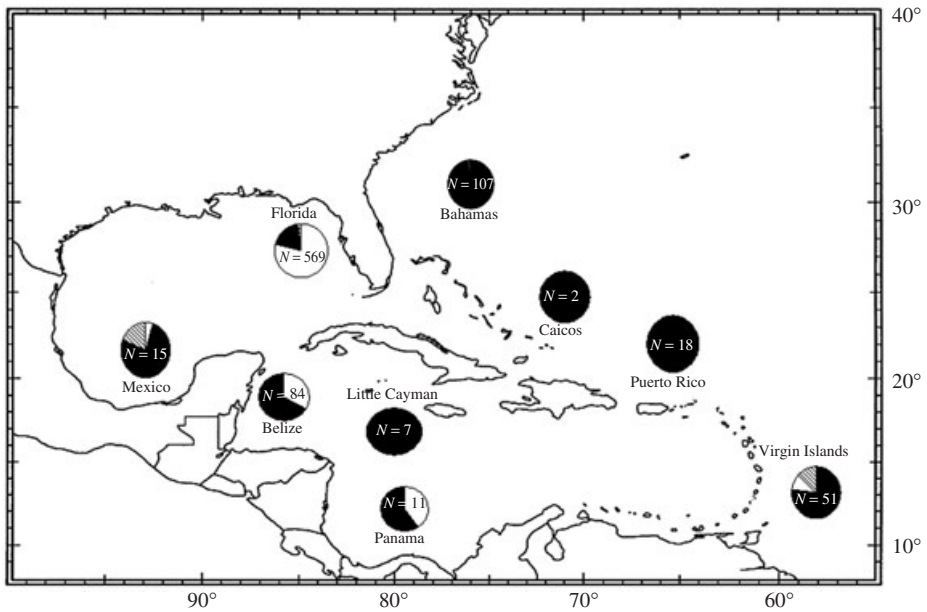 40°
N = 107
Bahamas
30°
Florida
N = 569
N = 2
Caicos
N = 15
Mexico
N = 18
Puerto Rico
20°
N = 84
Belize
Little Cayman
N = 7
Virgin Islands
N = 51
N = 11
Panama
10°
90°
80°
70°
60°